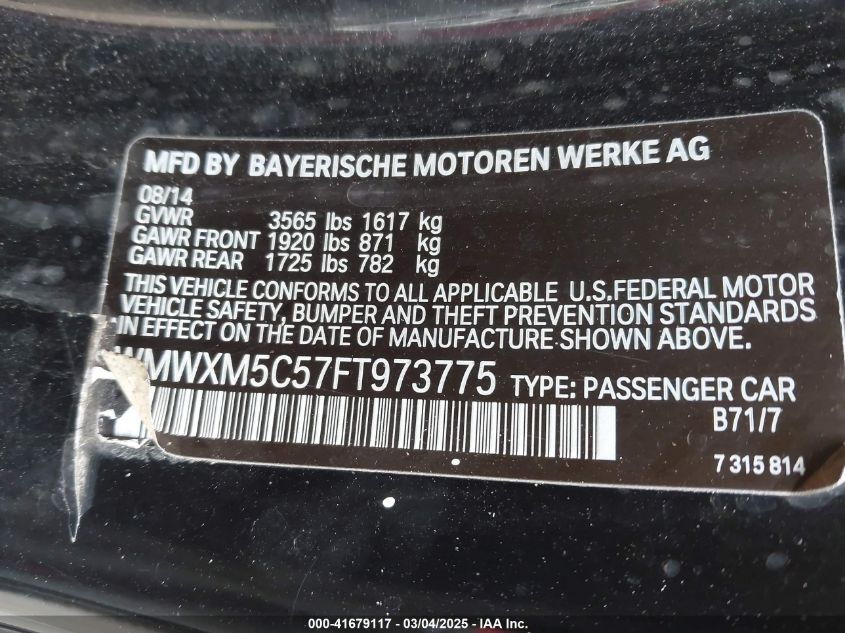 MFD BY BAYERISCHE MOTOREN WERKE AG
08/14
GVWR 3565 lbs 1617 kg
GAWR FRONT 1920 lbs 871 kg
GAWR REAR 1725 lbs 782 kg
THIS VEHICLE CONFORMS TO ALL APPLICABLE U.S.FEDERAL MOTOR
VEHICLE SAFETY, BUMPER AND THEFT PREVENTION STANDARDS
IN EFFECT ON THE DATE OF MANUFACTURE SHOWN ABOVE.
WMWXM5C57FT973775 TYPE: PASSENGER CAR
B71/7
7 315 814
000-41679117 - 03/04/2025 - IAA Inc.